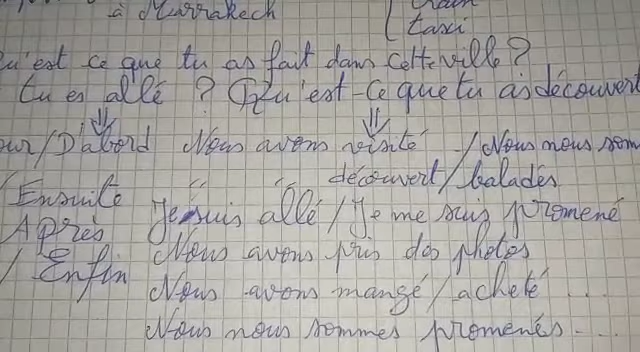 à Marrakech { train
taxi
qu'est ce que tu as fait dans cette ville ?
tu es allé ? Qu'est-ce que tu as découvert
⇓ ⇓
our/D'abord Nous avons visité /Nous nous som
/Ensuite " " découvert/balades
Après Je suis allé/Je me suis promené
/ Enfin Nous avons pris des photos
Nous avons mangé/acheté ...
Nous nous sommes promenés...